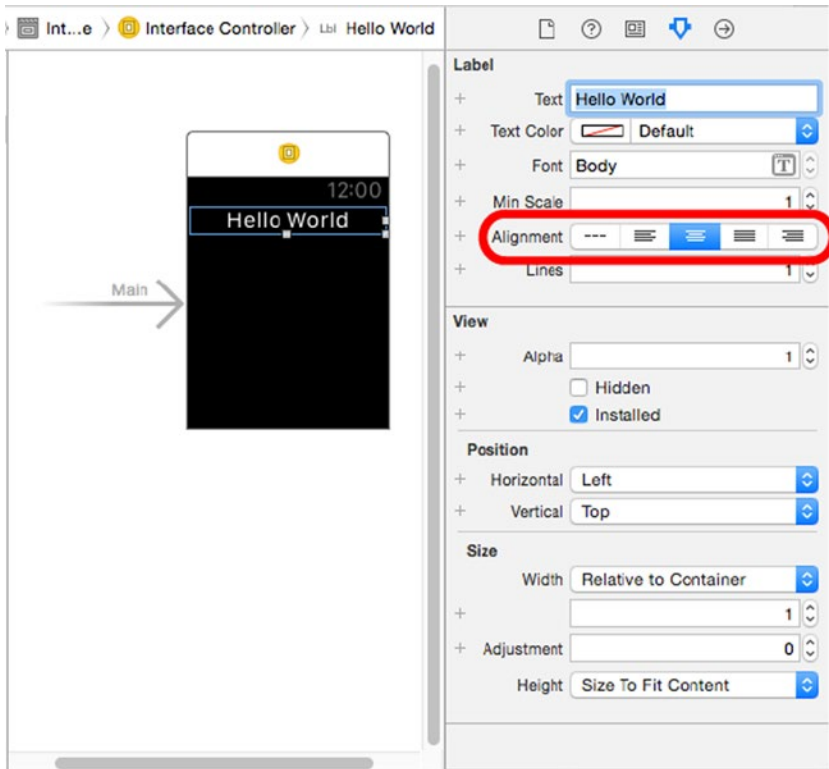 Int...e 〉 Interface Controller 〉 Lbl Hello World
12:00
Hello World
Main
Label
Text Hello World
Text Color Default
Font Body T
Min Scale 1
Alignment ---
Lines 1
View
Alpha 1
Hidden
Installed
Position
Horizontal Left
Vertical Top
Size
Width Relative to Container
1
Adjustment 0
Height Size To Fit Content